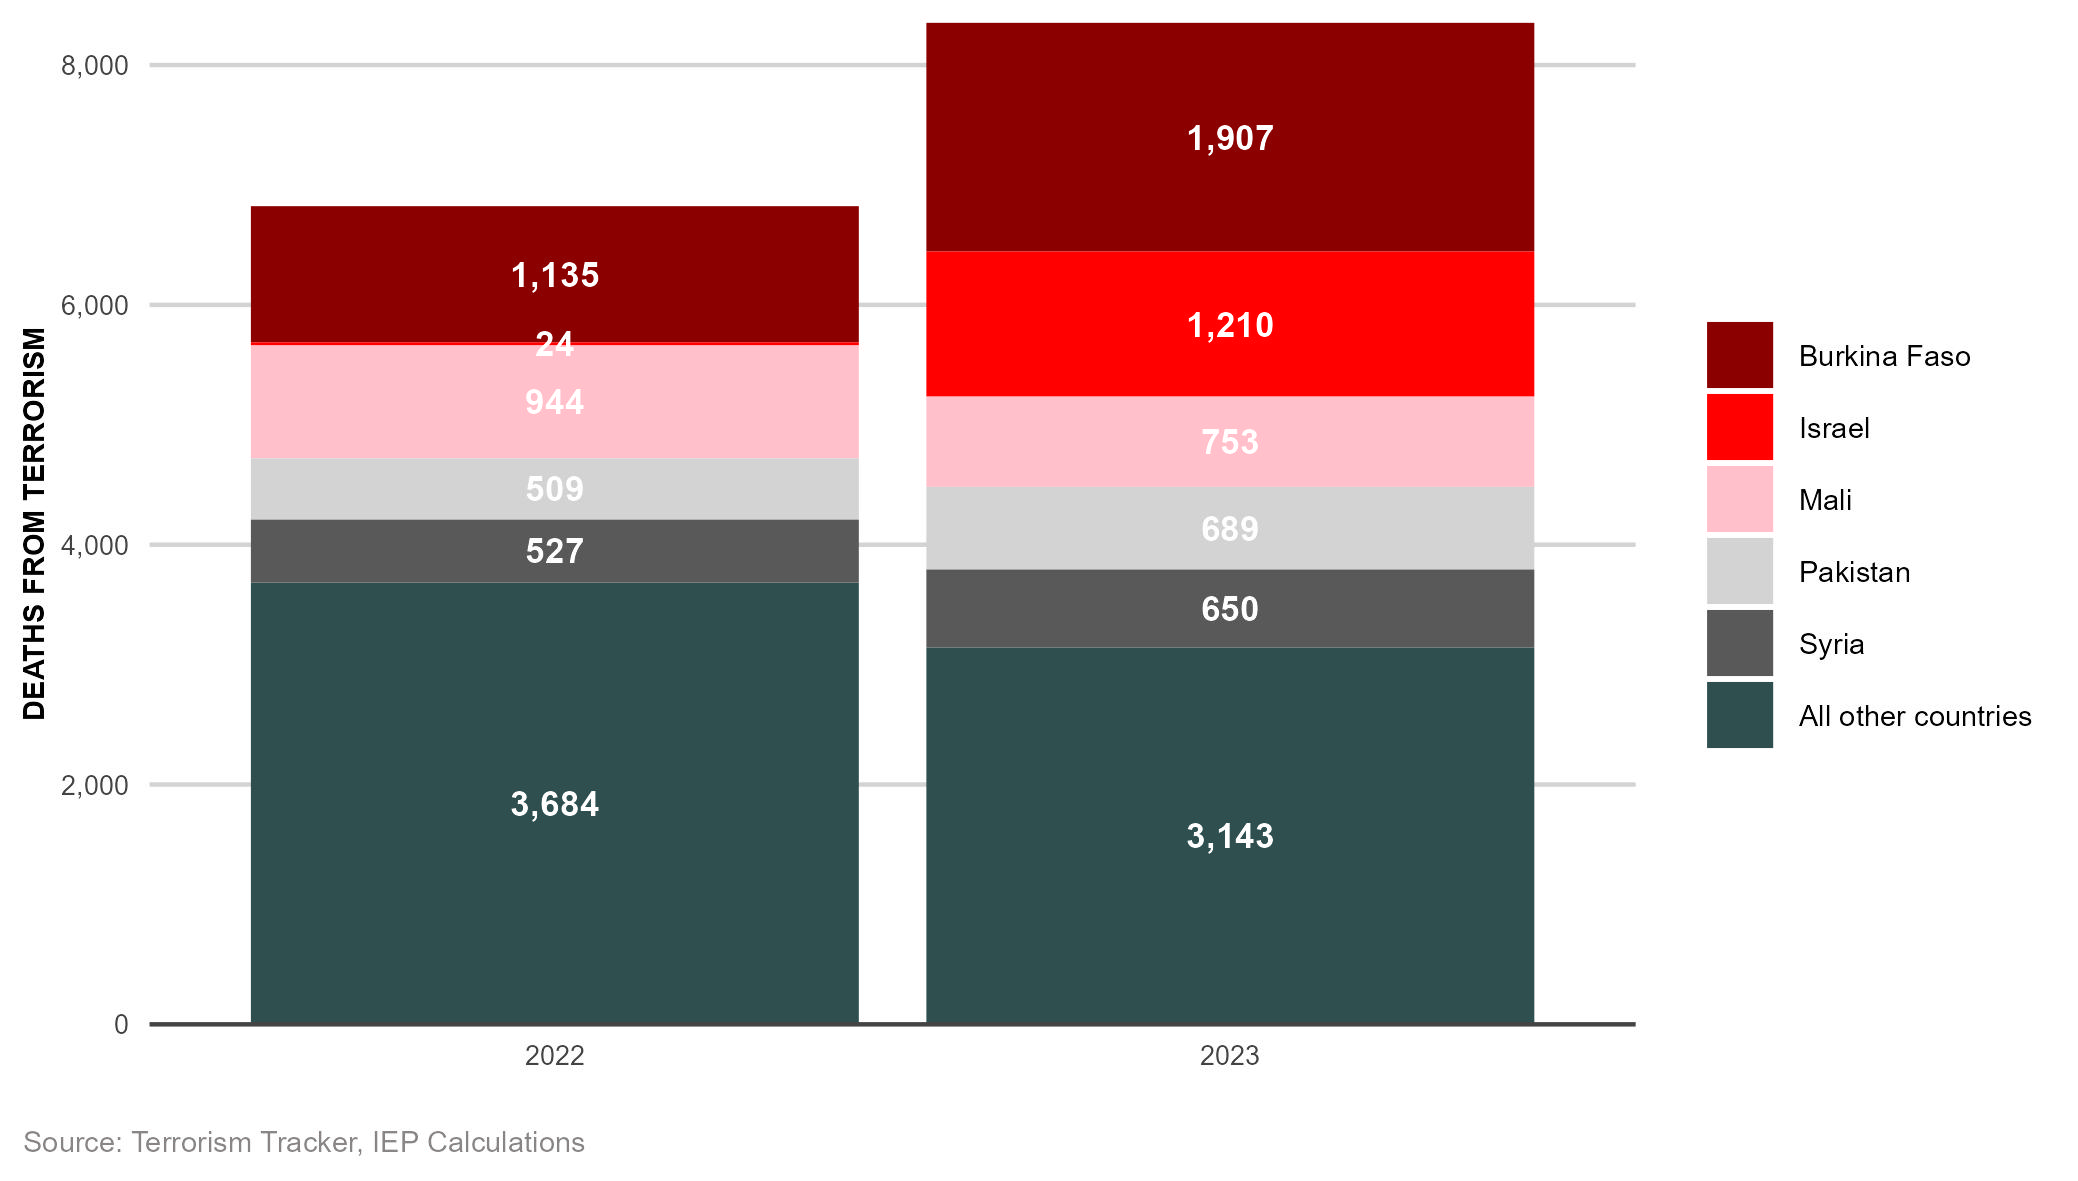 DEATHS FROM TERRORISM
8,000
6,000
4,000
2,000
0
1,135
24
944
509
527
3,684
1,907
1,210
753
689
650
3,143
2022
2023
Burkina Faso
Israel
Mali
Pakistan
Syria
All other countries
Source: Terrorism Tracker, IEP Calculations